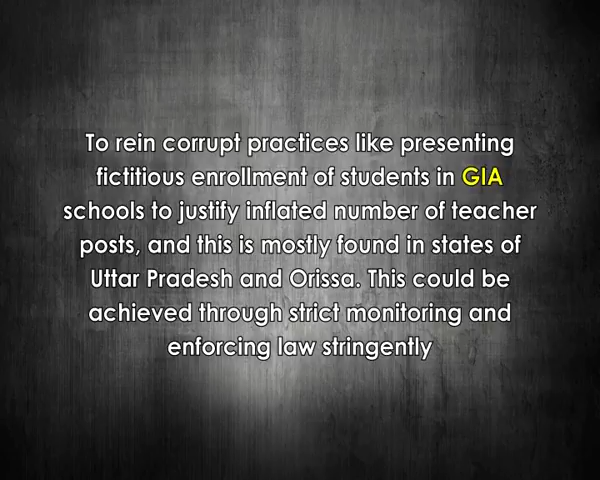 To rein corrupt practices like presenting
fictitious enrollment of students in GIA
schools to justify inflated number of teacher
posts, and this is mostly found in states of
Uttar Pradesh and Orissa. This could be
achieved through strict monitoring and
enforcing law stringently